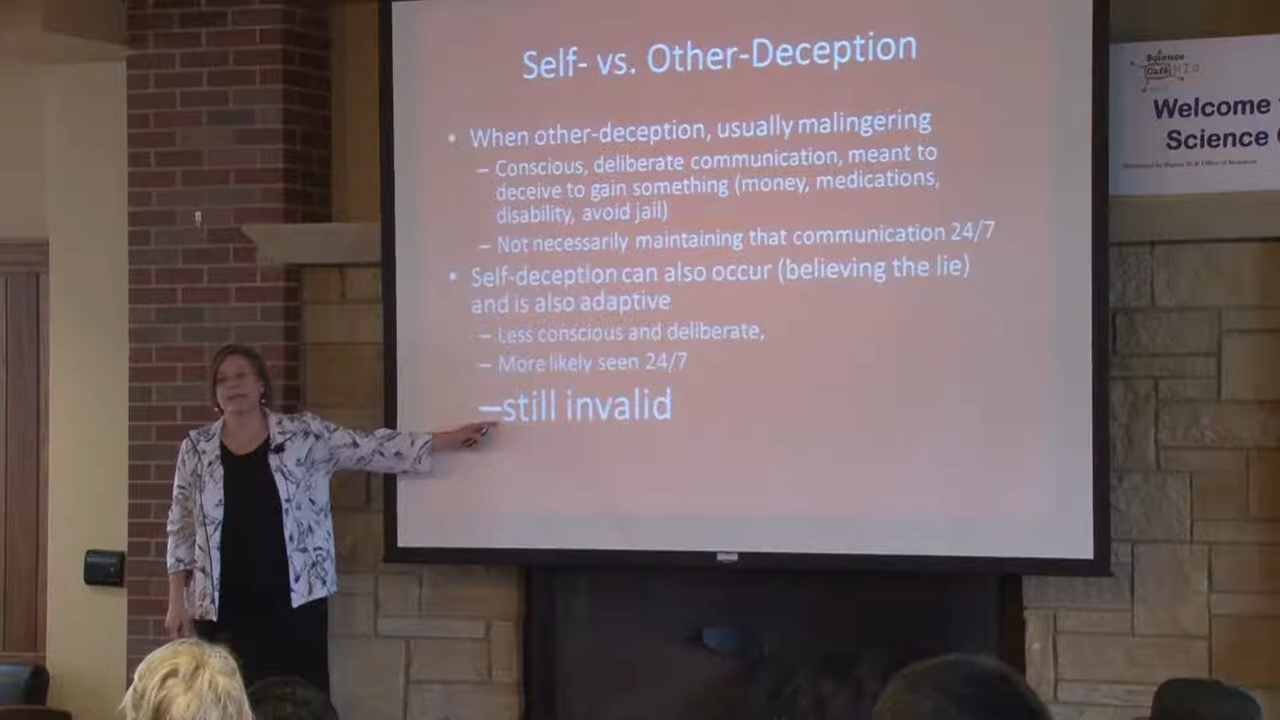 Self- vs. Other-Deception
• When other-deception, usually malingering
– Conscious, deliberate communication, meant to
deceive to gain something (money, medications,
disability, avoid jail)
– Not necessarily maintaining that communication 24/7
• Self-deception can also occur (believing the lie)
and is also adaptive
– Less conscious and deliberate,
– More likely seen 24/7
–still invalid
Science
Café
Welcome
Science